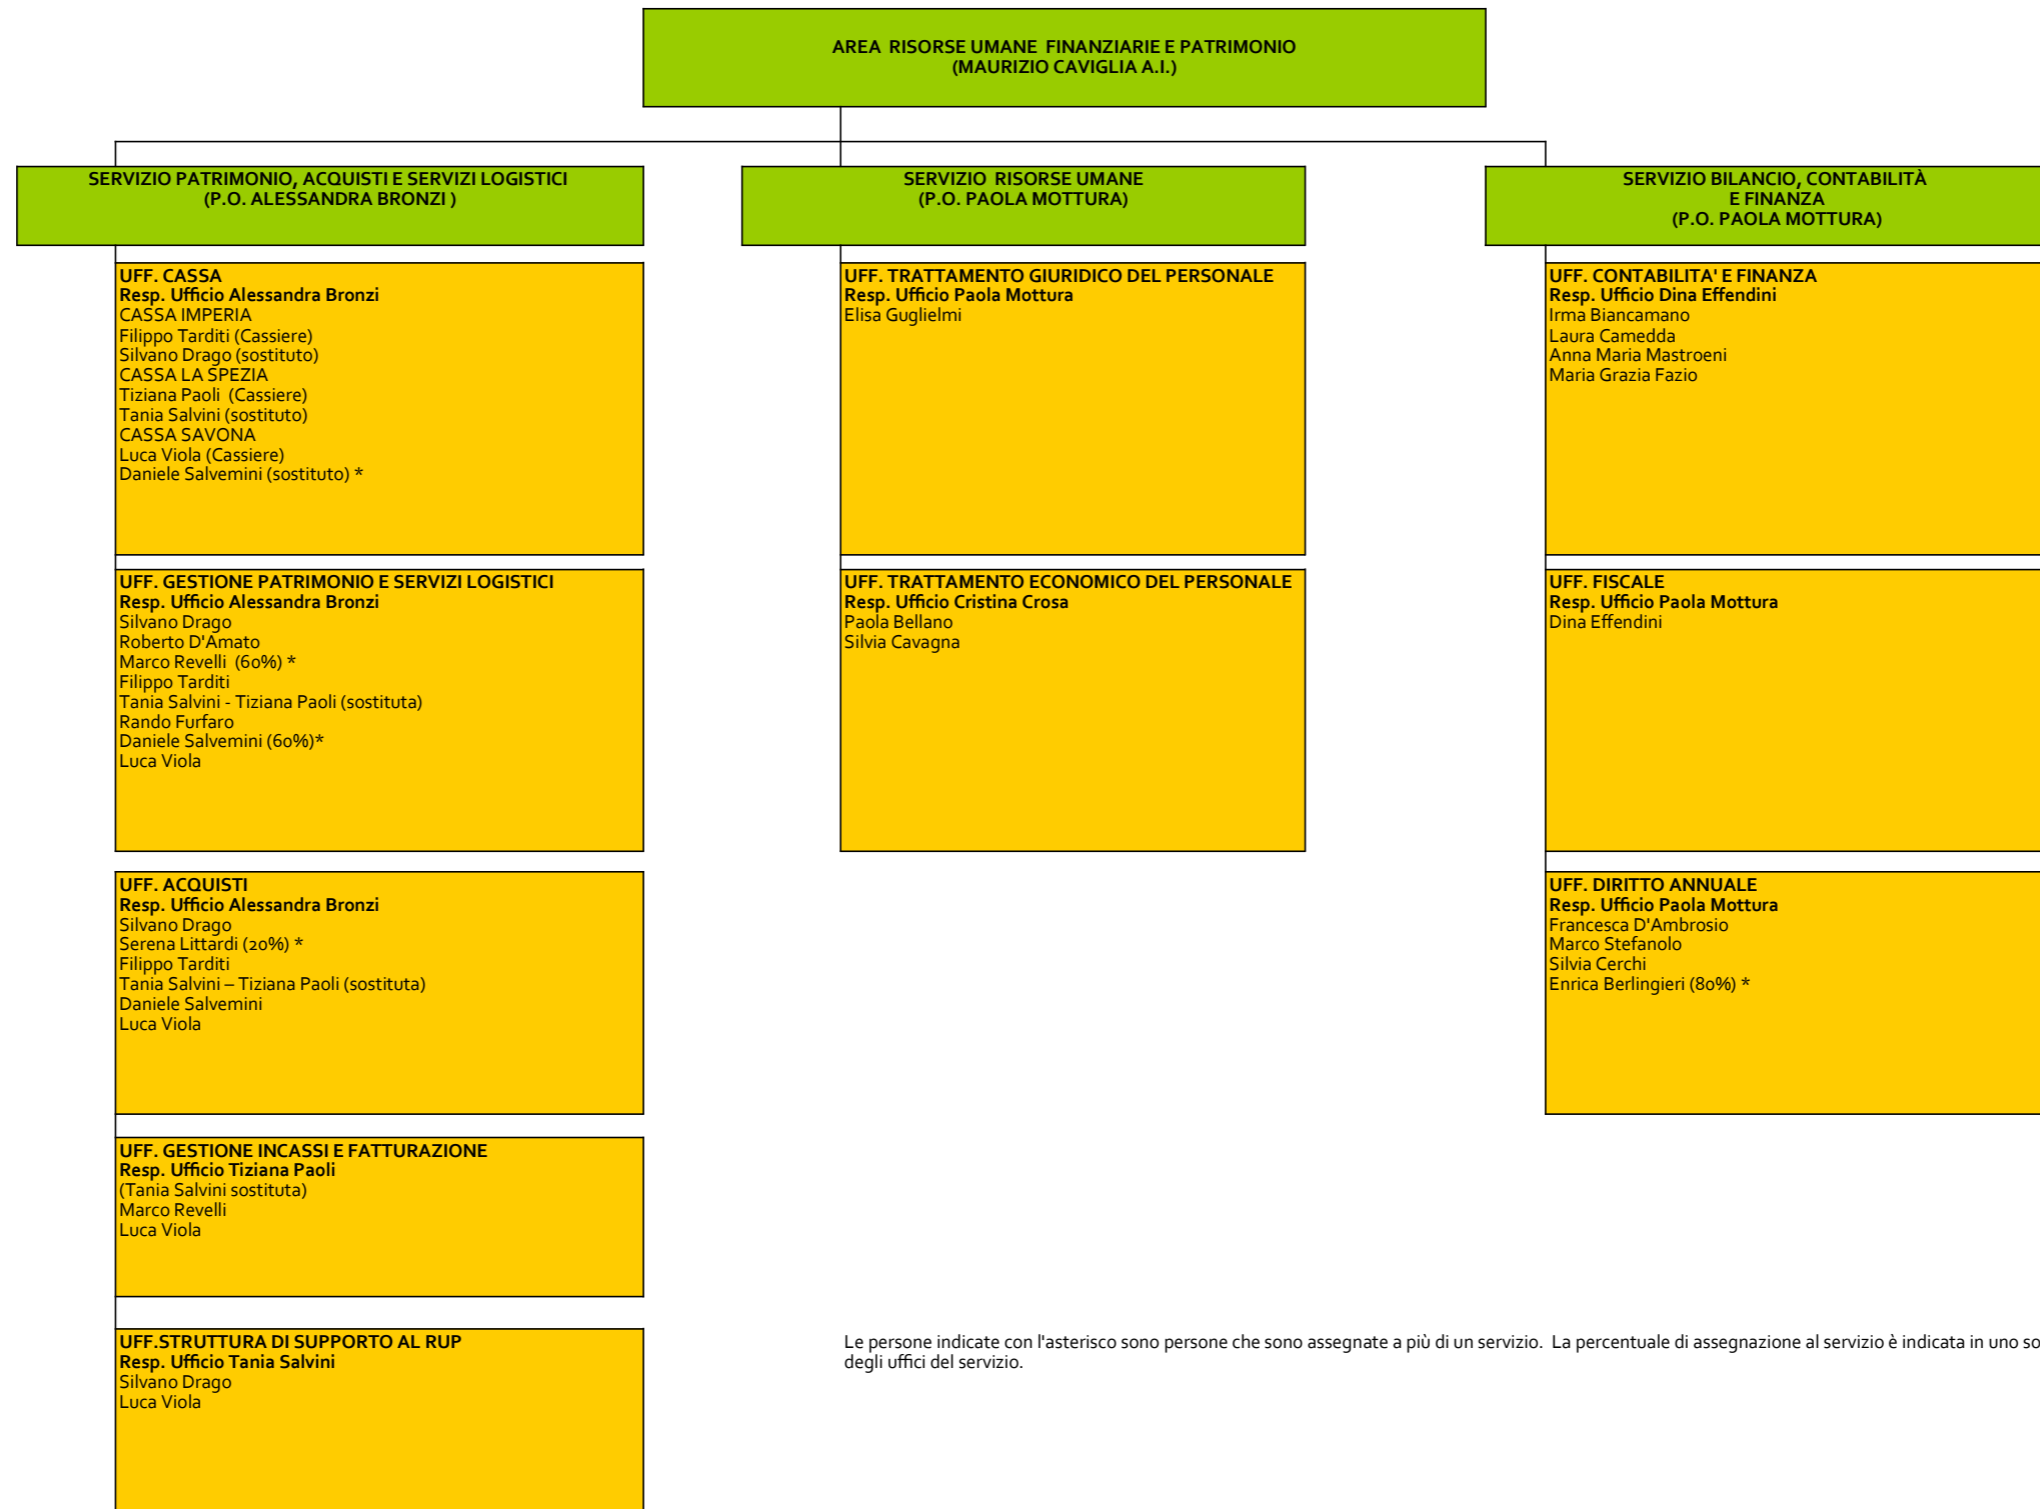 AREA RISORSE UMANE FINANZIARIE E PATRIMONIO
(MAURIZIO CAVIGLIA A.I.)
SERVIZIO PATRIMONIO, ACQUISTI E SERVIZI LOGISTICI
(P.O. ALESSANDRA BRONZI )
UFF. CASSA
Resp. Ufficio Alessandra Bronzi
CASSA IMPERIA
Filippo Tarditi (Cassiere)
Silvano Drago (sostituto)
CASSA LA SPEZIA
Tiziana Paoli (Cassiere)
Tania Salvini (sostituto)
CASSA SAVONA
Luca Viola (Cassiere)
Daniele Salvemini (sostituto) *
UFF. GESTIONE PATRIMONIO E SERVIZI LOGISTICI
Resp. Ufficio Alessandra Bronzi
Silvano Drago
Roberto D'Amato
Marco Revelli (60%) *
Filippo Tarditi
Tania Salvini - Tiziana Paoli (sostituta)
Rando Furfaro
Daniele Salvemini (60%)*
Luca Viola
UFF. ACQUISTI
Resp. Ufficio Alessandra Bronzi
Silvano Drago
Serena Littardi (20%) *
Filippo Tarditi
Tania Salvini – Tiziana Paoli (sostituta)
Daniele Salvemini
Luca Viola
UFF. GESTIONE INCASSI E FATTURAZIONE
Resp. Ufficio Tiziana Paoli
(Tania Salvini sostituta)
Marco Revelli
Luca Viola
UFF.STRUTTURA DI SUPPORTO AL RUP
Resp. Ufficio Tania Salvini
Silvano Drago
Luca Viola
SERVIZIO RISORSE UMANE
(P.O. PAOLA MOTTURA)
UFF. TRATTAMENTO GIURIDICO DEL PERSONALE
Resp. Ufficio Paola Mottura
Elisa Guglielmi
UFF. TRATTAMENTO ECONOMICO DEL PERSONALE
Resp. Ufficio Cristina Crosa
Paola Bellano
Silvia Cavagna
SERVIZIO BILANCIO, CONTABILITÀ
E FINANZA
(P.O. PAOLA MOTTURA)
UFF. CONTABILITA' E FINANZA
Resp. Ufficio Dina Effendini
Irma Biancamano
Laura Camedda
Anna Maria Mastroeni
Maria Grazia Fazio
UFF. FISCALE
Resp. Ufficio Paola Mottura
Dina Effendini
UFF. DIRITTO ANNUALE
Resp. Ufficio Paola Mottura
Francesca D'Ambrosio
Marco Stefanolo
Silvia Cerchi
Enrica Berlingieri (80%) *
Le persone indicate con l'asterisco sono persone che sono assegnate a più di un servizio. La percentuale di assegnazione al servizio è indicata in uno so
degli uffici del servizio.